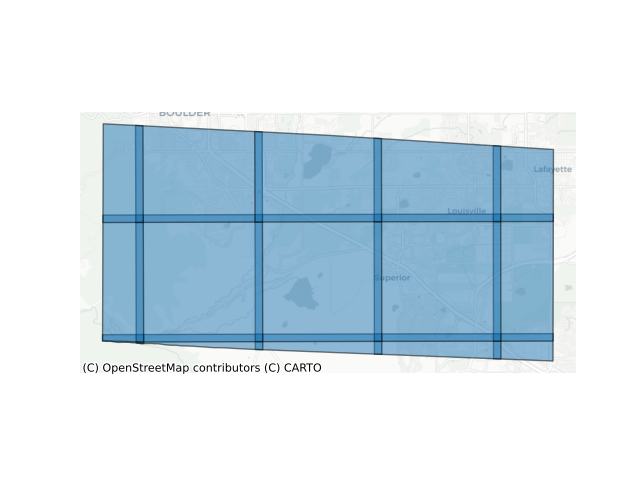 BOULDER
Lafayette
Louisville
Superior
(C) OpenStreetMap contributors (C) CARTO